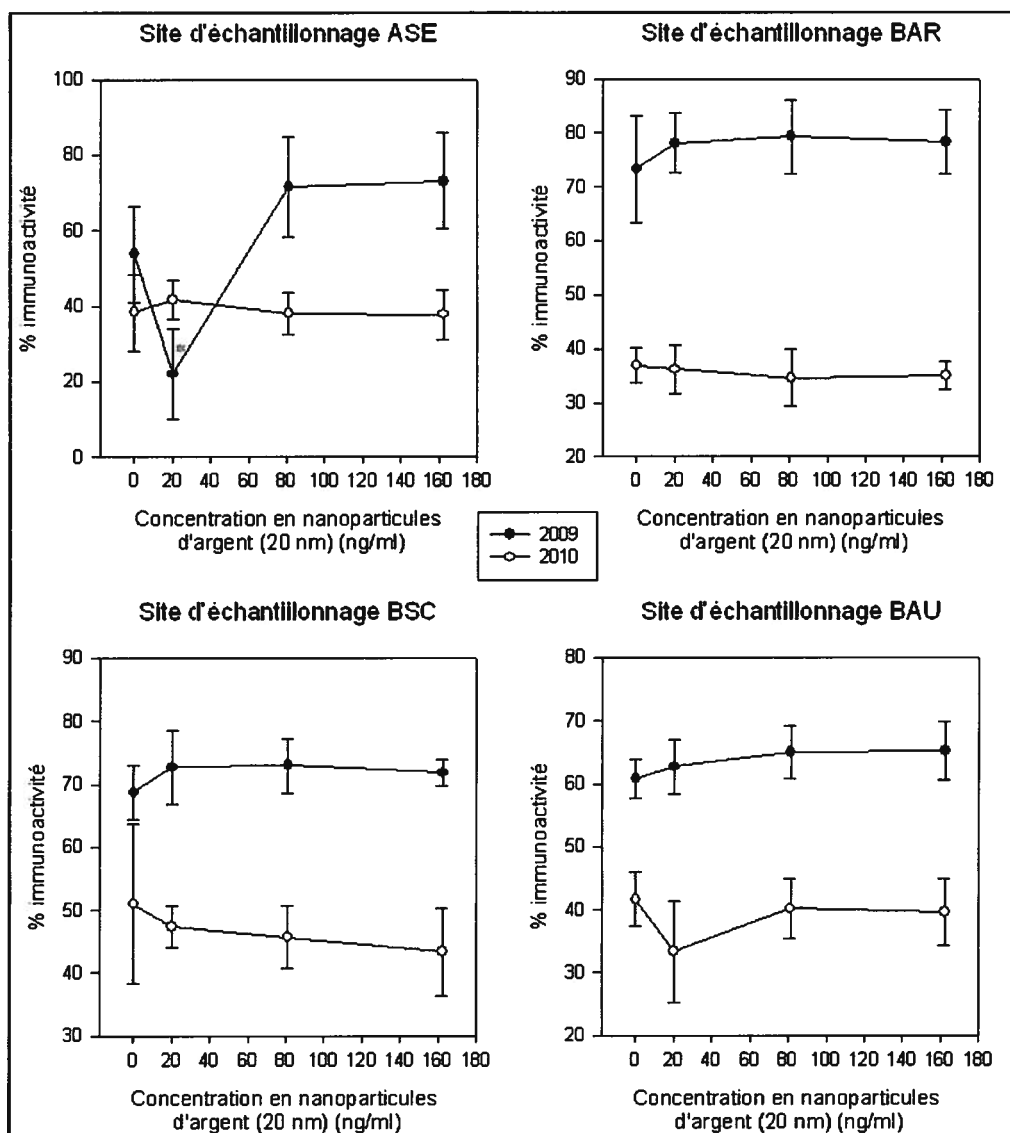 Site d'échantillonnage ASE
% immunoactivité
100
80
60
40
20
0
*
0 20 40 60 80 100 120 140 160 180
Concentration en nanoparticules
d'argent (20 nm) (ng/ml)
Site d'échantillonnage BAR
% immunoactivité
90
80
70
60
50
40
30
20
0 20 40 60 80 100 120 140 160 180
Concentration en nanoparticules
d'argent (20 nm) (ng/ml)
2009
2010
Site d'échantillonnage BSC
% immunoactivité
90
80
70
60
50
40
30
0 20 40 60 80 100 120 140 160 180
Concentration en nanoparticules
d'argent (20 nm) (ng/ml)
Site d'échantillonnage BAU
% immunoactivité
80
70
60
50
40
30
20
0 20 40 60 80 100 120 140 160 180
Concentration en nanoparticules
d'argent (20 nm) (ng/ml)